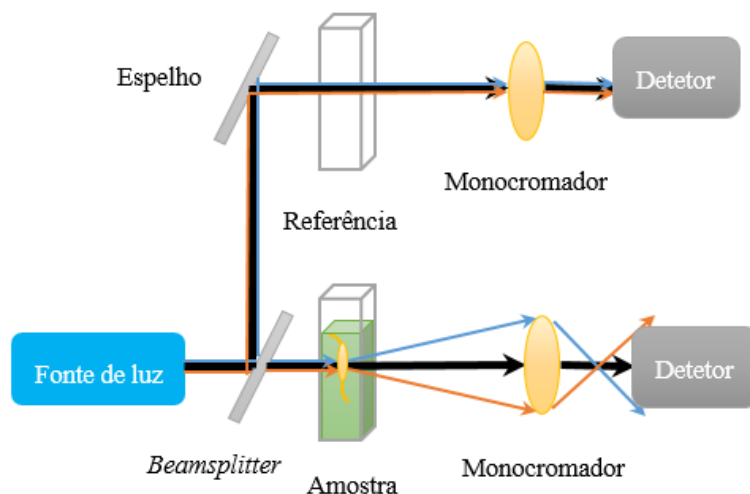 Espelho
Detetor
Monocromador
Referência
Fonte de luz
Detetor
Beamsplitter
Amostra
Monocromador